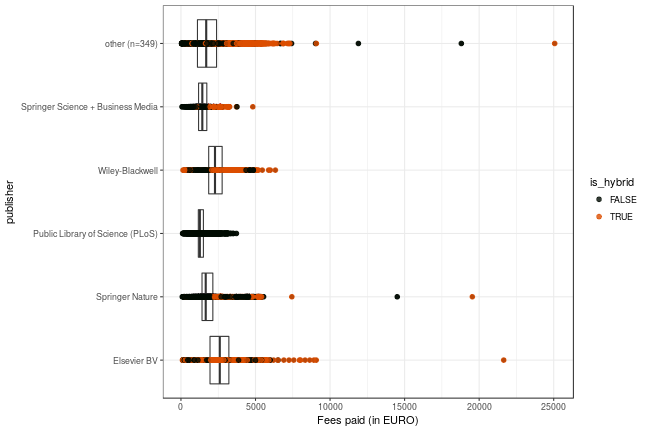 publisher
other (n=349)
Springer Science + Business Media
Wiley-Blackwell
Public Library of Science (PLoS)
Springer Nature
Elsevier BV
0 5000 10000 15000 20000 25000
Fees paid (in EURO)
is_hybrid
FALSE
TRUE